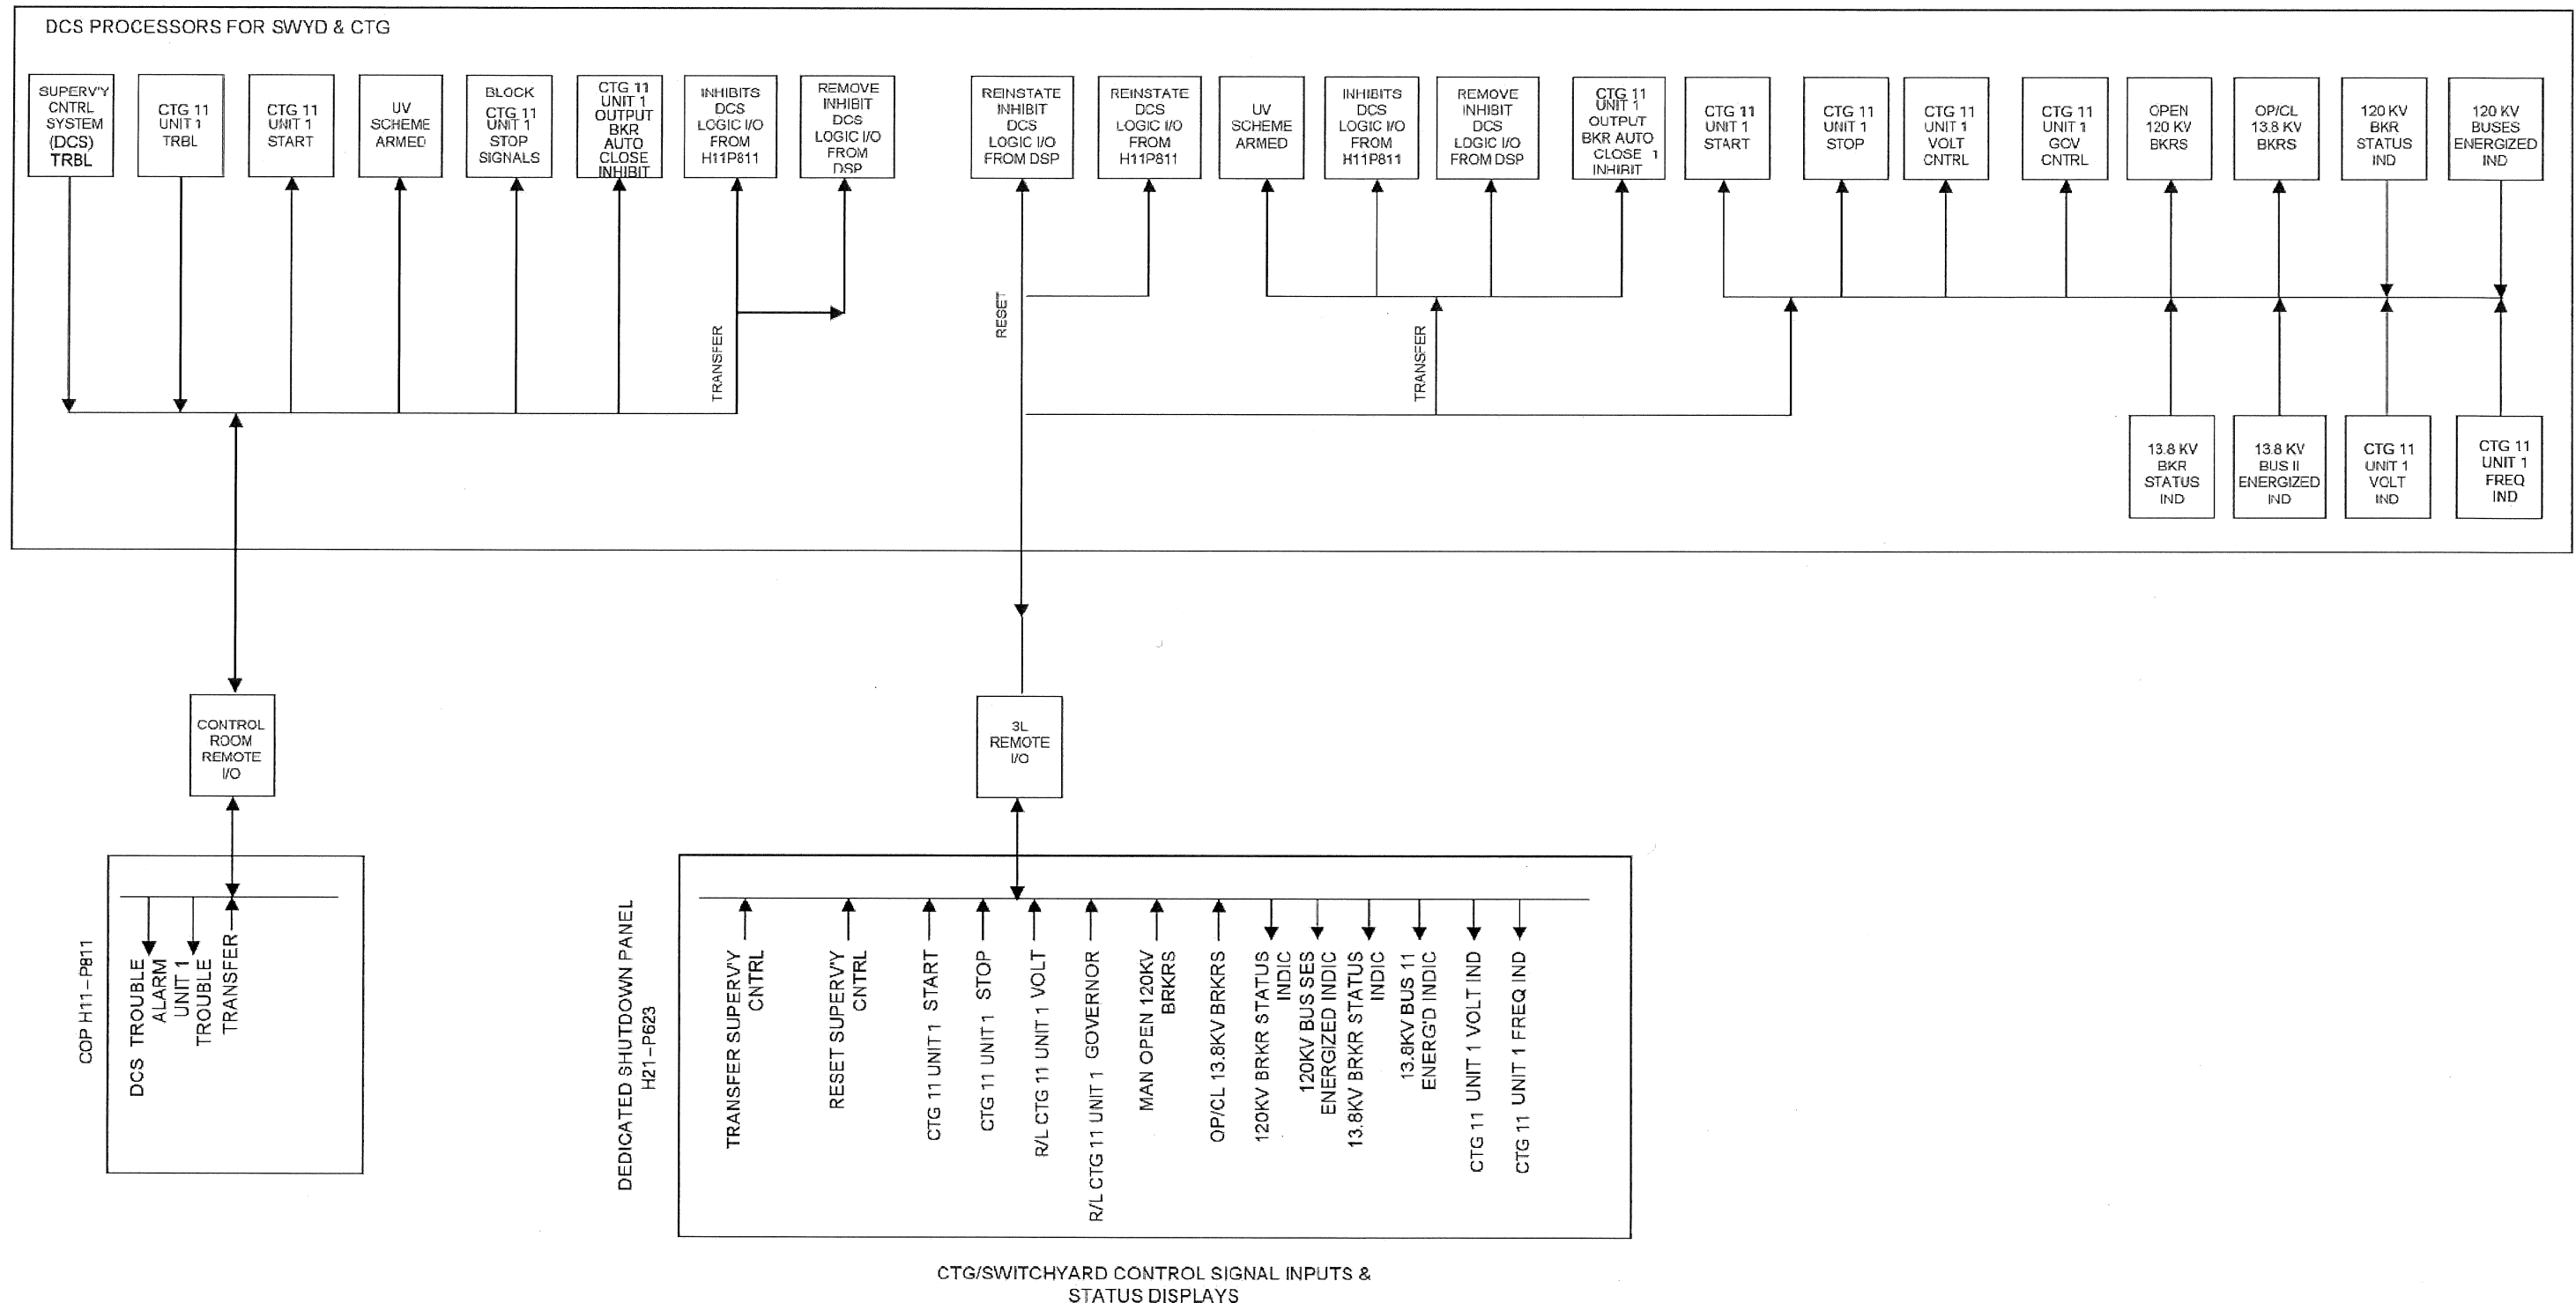 DCS PROCESSORS FOR SWYD & CTG
SUPERV'Y
CNTRL
SYSTEM
(DCS)
TRBL
CTG 11
UNIT 1
TRBL
CTG 11
UNIT 1
START
UV
SCHEME
ARMED
BLOCK
CTG 11
UNIT 1
STOP
SIGNALS
CTG 11
UNIT 1
OUTPUT
BKR
AUTO
CLOSE
INHIBIT
INHIBITS
DCS
LOGIC I/O
FROM
H11P811
REMOVE
INHIBIT
DCS
LOGIC I/O
FROM
DSP
REINSTATE
INHIBIT
DCS
LOGIC I/O
FROM DSP
REINSTATE
DCS
LOGIC I/O
FROM
H11P811
UV
SCHEME
ARMED
INHIBITS
DCS
LOGIC I/O
FROM
H11P811
REMOVE
INHIBIT
DCS
LOGIC I/O
FROM DSP
CTG 11
UNIT 1
OUTPUT
BKR AUTO
CLOSE 1
INHIBIT
CTG 11
UNIT 1
START
CTG 11
UNIT 1
STOP
CTG 11
UNIT 1
VOLT
CNTRL
CTG 11
UNIT 1
GOV
CNTRL
OPEN
120 KV
BKRS
OP/CL
13.8 KV
BKRS
120 KV
BKR
STATUS
IND
120 KV
BUSES
ENERGIZED
IND
TRANSFER
RESET
TRANSFER
13.8 KV
BKR
STATUS
IND
13.8 KV
BUS II
ENERGIZED
IND
CTG 11
UNIT 1
VOLT
IND
CTG 11
UNIT 1
FREQ
IND
CONTROL
ROOM
REMOTE
I/O
3L
REMOTE
I/O
COP H11-P811
DCS TROUBLE
ALARM
UNIT 1
TROUBLE
TRANSFER
DEDICATED SHUTDOWN PANEL
H21-P623
TRANSFER SUPERV'Y
CNTRL
RESET SUPERV'Y
CNTRL
CTG 11 UNIT 1 START
CTG 11 UNIT 1 STOP
R/L CTG 11 UNIT 1 VOLT
R/L CTG 11 UNIT 1 GOVERNOR
MAN OPEN 120KV
BRKRS
OP/CL 13.8KV BRKRS
120KV BRKR STATUS
INDIC
120KV BUS SES
ENERGIZED INDIC
13.8KV BRKR STATUS
INDIC
13.8KV BUS 11
ENERG'D INDIC
CTG 11 UNIT 1 VOLT IND
CTG 11 UNIT 1 FREQ IND
CTG/SWITCHYARD CONTROL SIGNAL INPUTS &
STATUS DISPLAYS